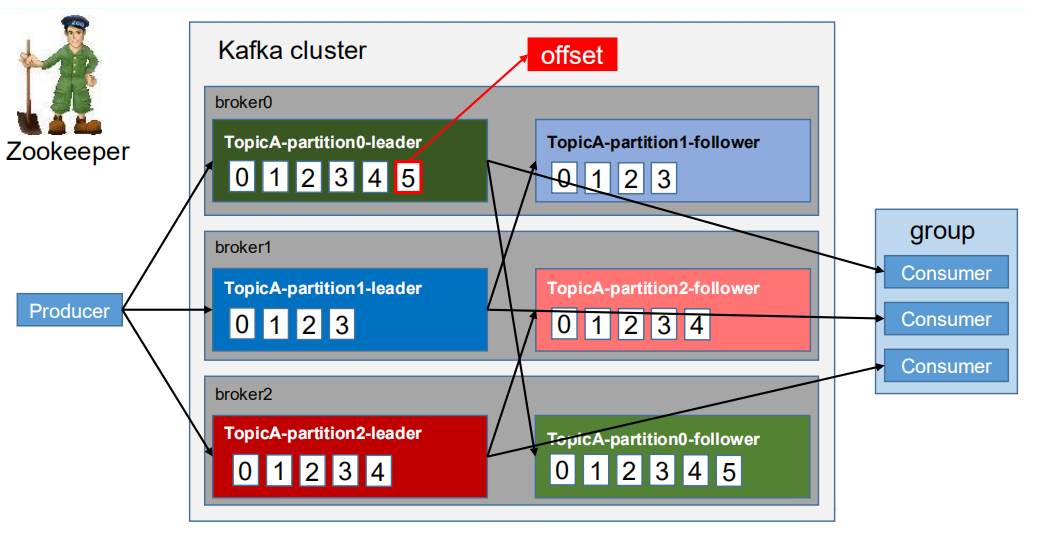 Kafka cluster
offset
Zookeeper
broker0
TopicA-partition0-leader
0 1 2 3 4 5
TopicA-partition1-follower
0 1 2 3
broker1
TopicA-partition1-leader
0 1 2 3
TopicA-partition2-follower
0 1 2 3 4
broker2
TopicA-partition2-leader
0 1 2 3 4
TopicA-partition0-follower
0 1 2 3 4 5
Producer
group
Consumer
Consumer
Consumer